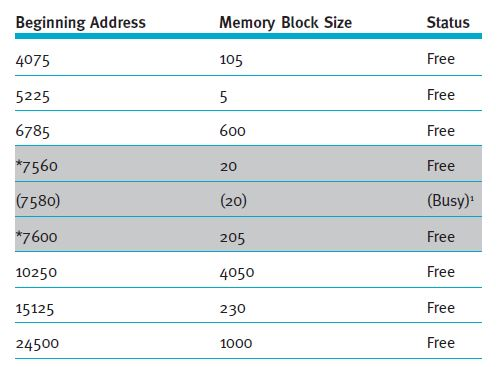 Beginning Address Memory Block Size Status
4075 105 Free
5225 5 Free
6785 600 Free
*7560 20 Free
(7580) (20) (Busy)¹
*7600 205 Free
10250 4050 Free
15125 230 Free
24500 1000 Free